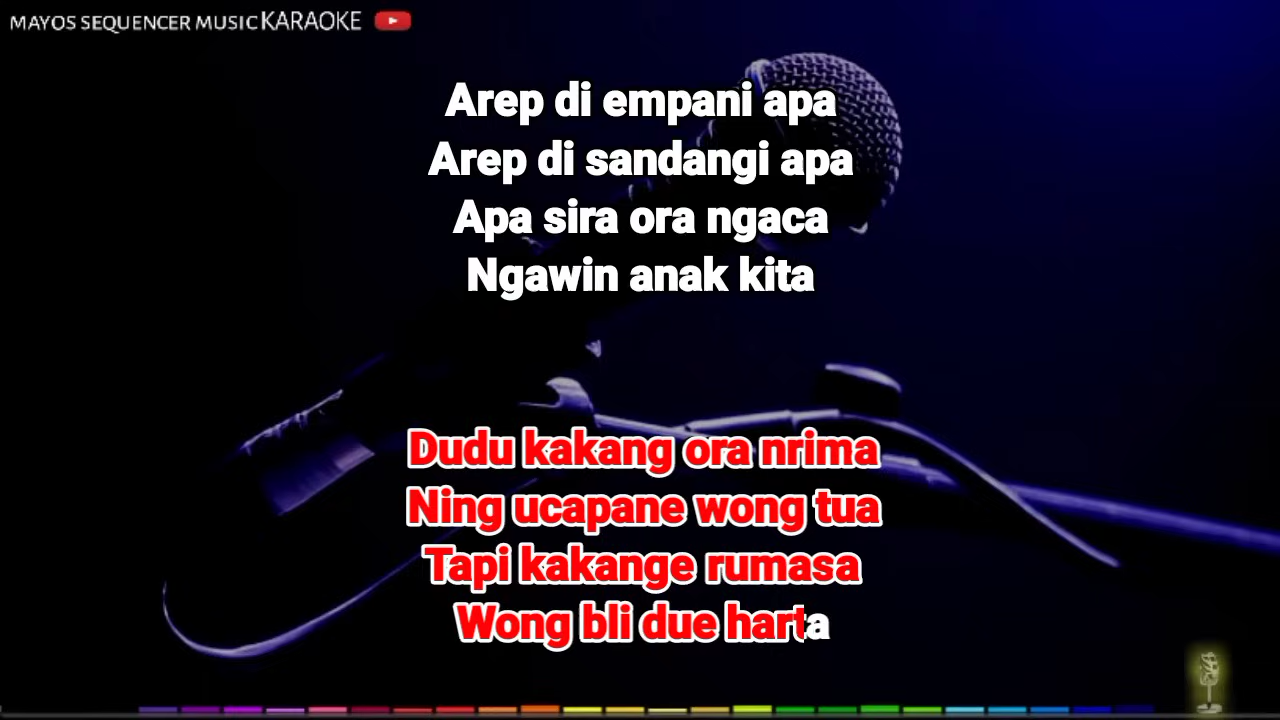 MAYOS SEQUENCER MUSIC KARAOKE
Arep di empani apa
Arep di sandangi apa
Apa sira ora ngaca
Ngawin anak kita
Dudu kakang ora nrima
Ning ucapane wong tua
Tapi kakange rumasa
Wong bli due harta